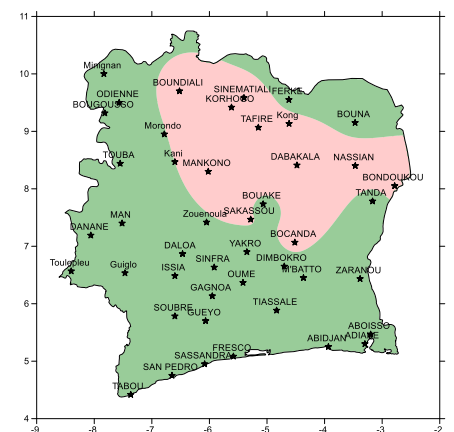 11
Minignan
10
BOUNDIALI
SINEMATIALI
FERKE
ODIENNE
KORHOGO
BOUGOUSSO
TAFIRE
Kong
BOUNA
9
Morondo
Kani
TOUBA
MANKONO
DABAKALA
NASSIAN
BONDOUKOU
8
TANDA
BOUAKE
MAN
Zouenoula
SAKASSOU
DANANE
BOCANDA
7
DALOA
YAKRO
Toulepleu
Guiglo
ISSIA
SINFRA
DIMBOKRO
M'BATTO
ZARANOU
OUME
GAGNOA
6
SOUBRE
GUEYO
TIASSALE
ABOISSO
ABIDJAN
ADIAKE
FRESCO
SASSANDRA
5
SAN PEDRO
TABOU
4
-9 -8 -7 -6 -5 -4 -3 -2